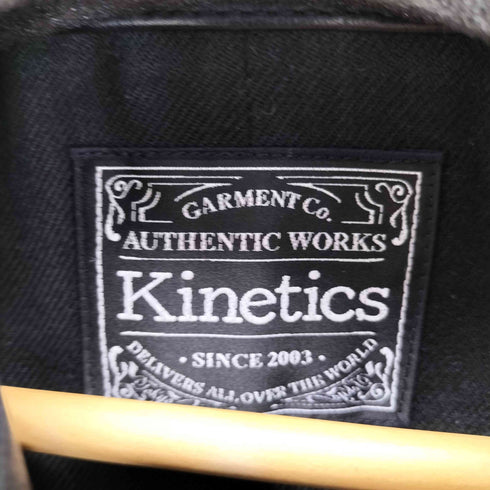 GARMENT Co.
AUTHENTIC WORKS
Kinetics
· SINCE 2003 ·
DELIVERS ALL OVER THE WORLD